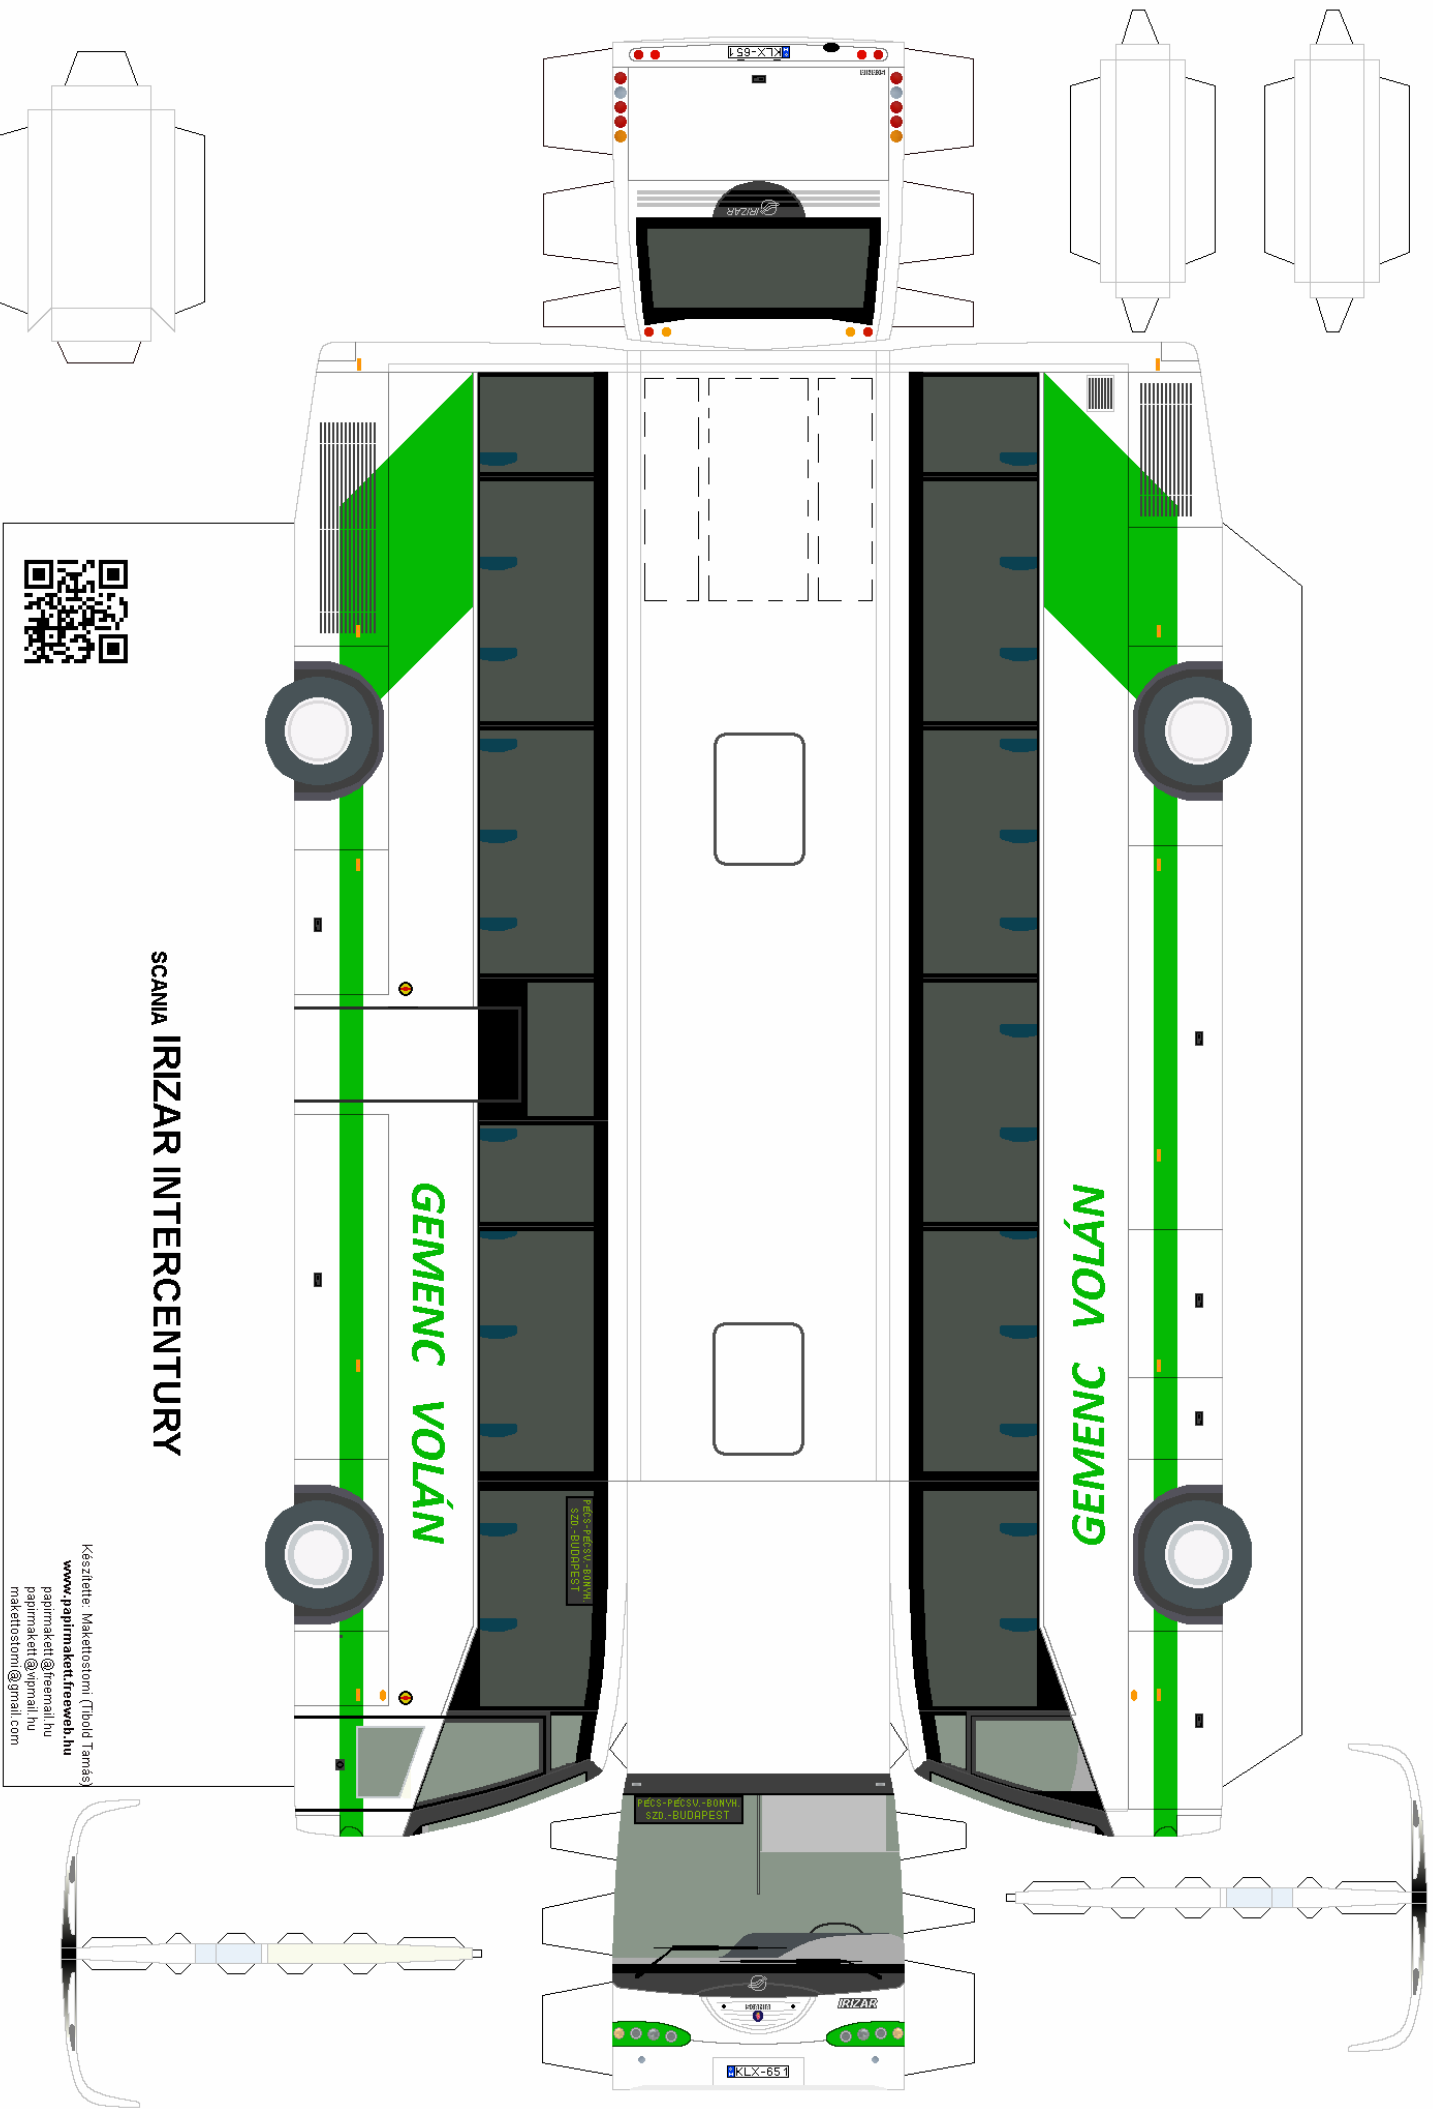 KLX-651
SCANIA
IRIZAR
SCANIA IRIZAR INTERCENTURY
GEMENC VOLÁN
GEMENC VOLÁN
PÉCS-PÉCSV.-BONYH.
SZD.-BUDAPEST
Készítette: Makettostomi (Tibold Tamás)
www.papirmakett.freeweb.hu
papirmakett@freemail.hu
papirmakett@vipmail.hu
makettostomi@gmail.com
PÉCS-PÉCSV.-BONYH.
SZD.-BUDAPEST
SCANIA
IRIZAR
KLX-651